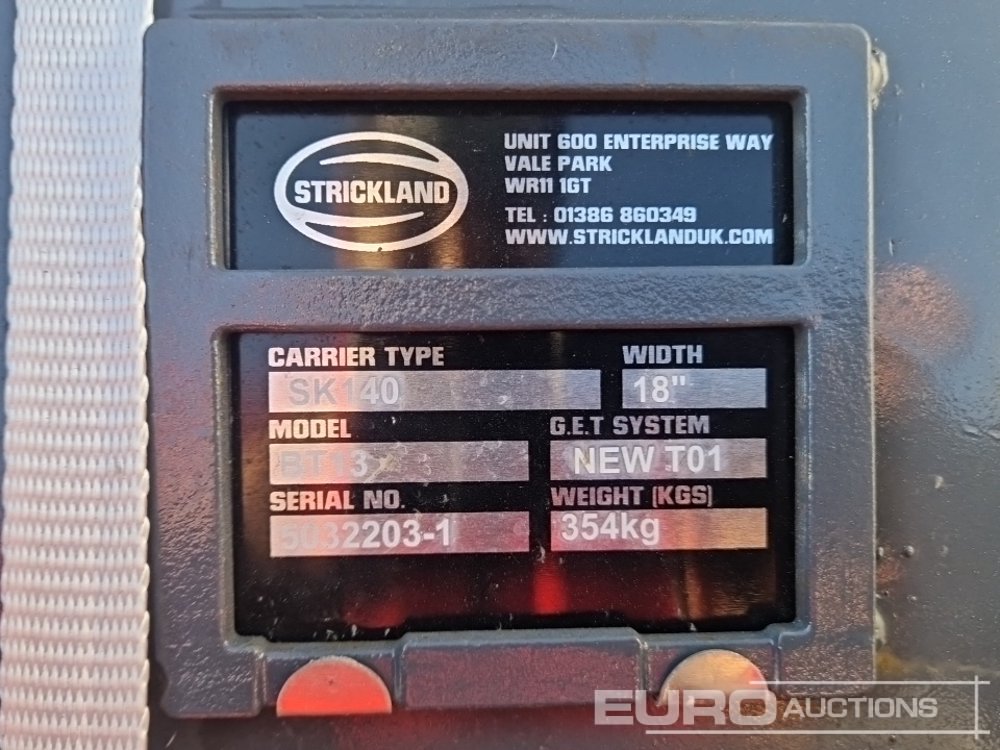 STRICKLAND
UNIT 600 ENTERPRISE WAY
VALE PARK
WR11 1GT
TEL : 01386 860349
WWW.STRICKLANDUK.COM
CARRIER TYPE
SK140
WIDTH
18"
MODEL
BT13
G.E.T SYSTEM
NEW T01
SERIAL NO.
5032203-1
WEIGHT (KGS)
354kg
EURO AUCTIONS